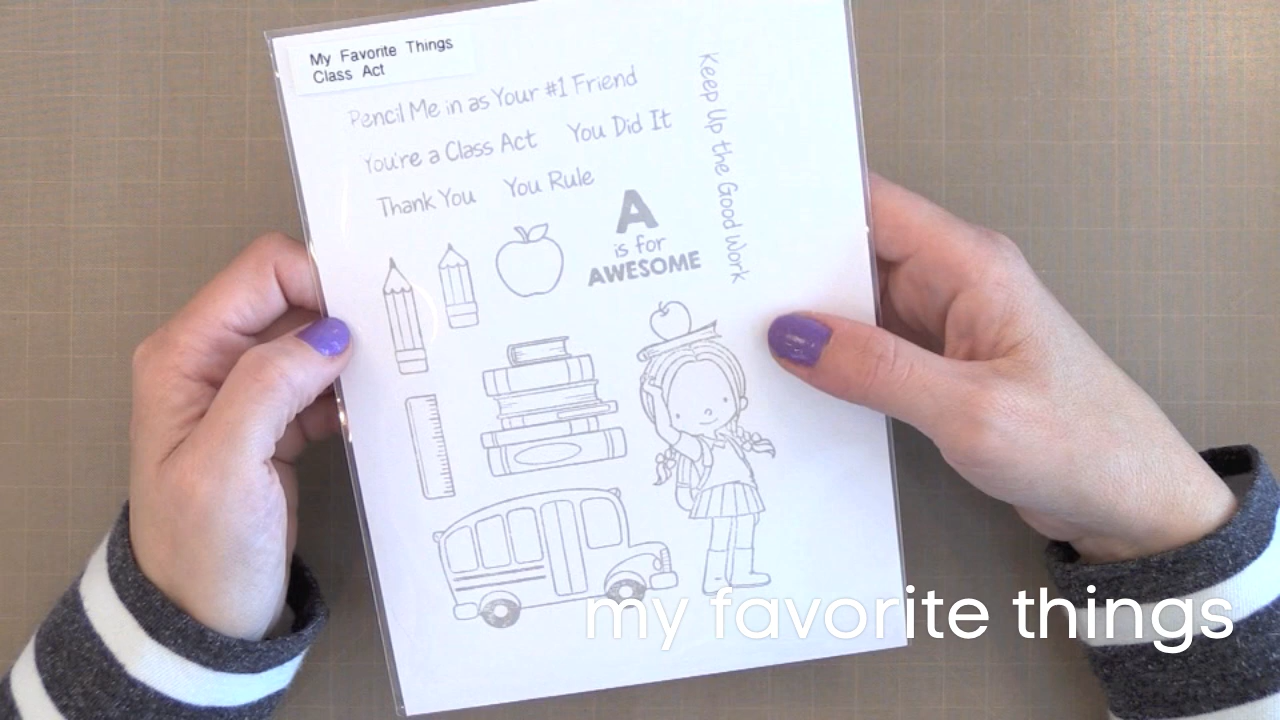 My Favorite Things
Class Act
Pencil Me in as Your #1 Friend
You're a Class Act
You Did It
Thank You
You Rule
A
is for
AWESOME
Keep Up the Good Work
my favorite things